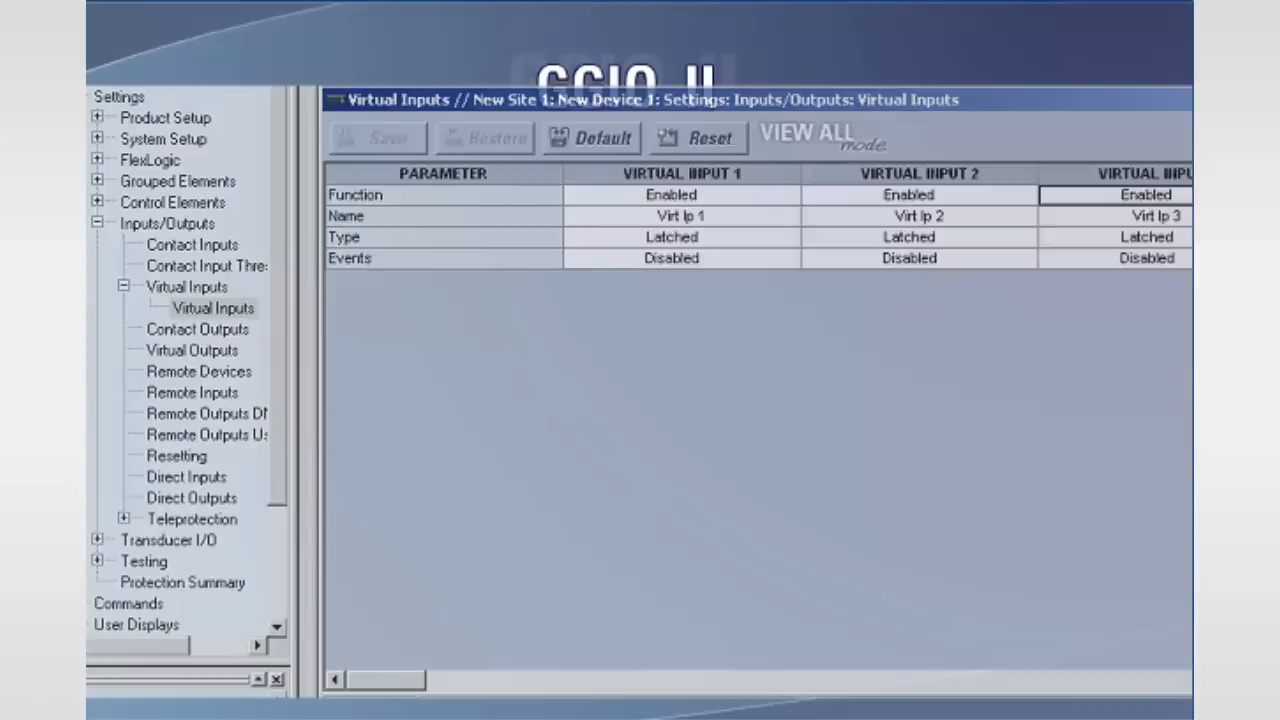 GGIO II
Virtual Inputs // New Site 1: New Device 1: Settings: Inputs/Outputs: Virtual Inputs
Save Restore Default Reset VIEW ALL mode
Settings
Product Setup
System Setup
FlexLogic
Grouped Elements
Control Elements
Inputs/Outputs
Contact Inputs
Contact Input Thre
Virtual Inputs
Virtual Inputs
Contact Outputs
Virtual Outputs
Remote Devices
Remote Inputs
Remote Outputs DN
Remote Outputs Us
Resetting
Direct Inputs
Direct Outputs
Teleprotection
Transducer I/O
Testing
Protection Summary
Commands
User Displays
PARAMETER VIRTUAL INPUT 1 VIRTUAL INPUT 2 VIRTUAL INPU
Function Enabled Enabled Enabled
Name Virt Ip 1 Virt Ip 2 Virt Ip 3
Type Latched Latched Latched
Events Disabled Disabled Disabled